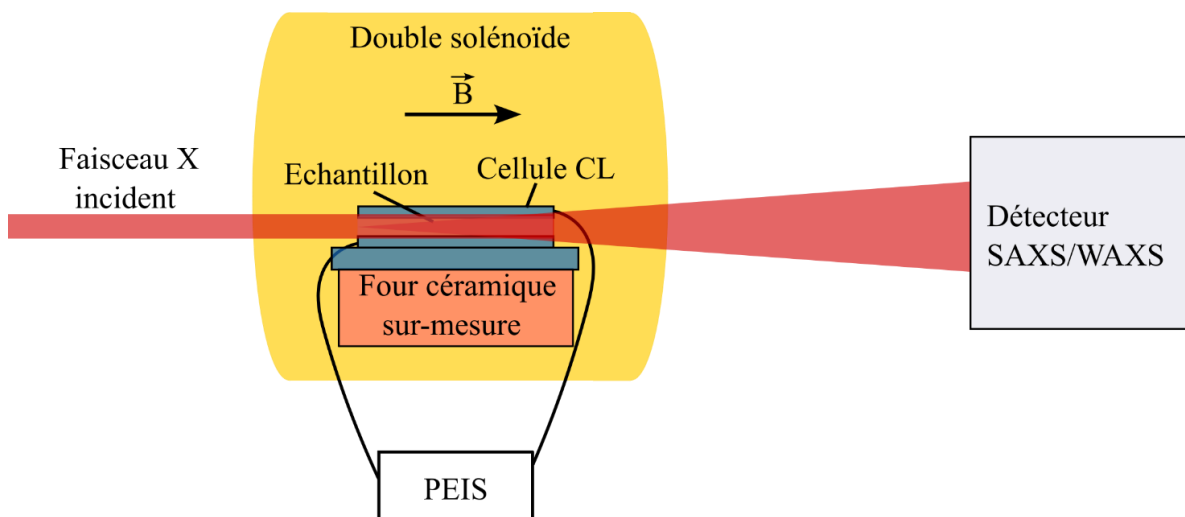 Double solénoïde
B
Faisceau X
incident
Echantillon
Cellule CL
Détecteur
SAXS/WAXS
Four céramique
sur-mesure
PEIS